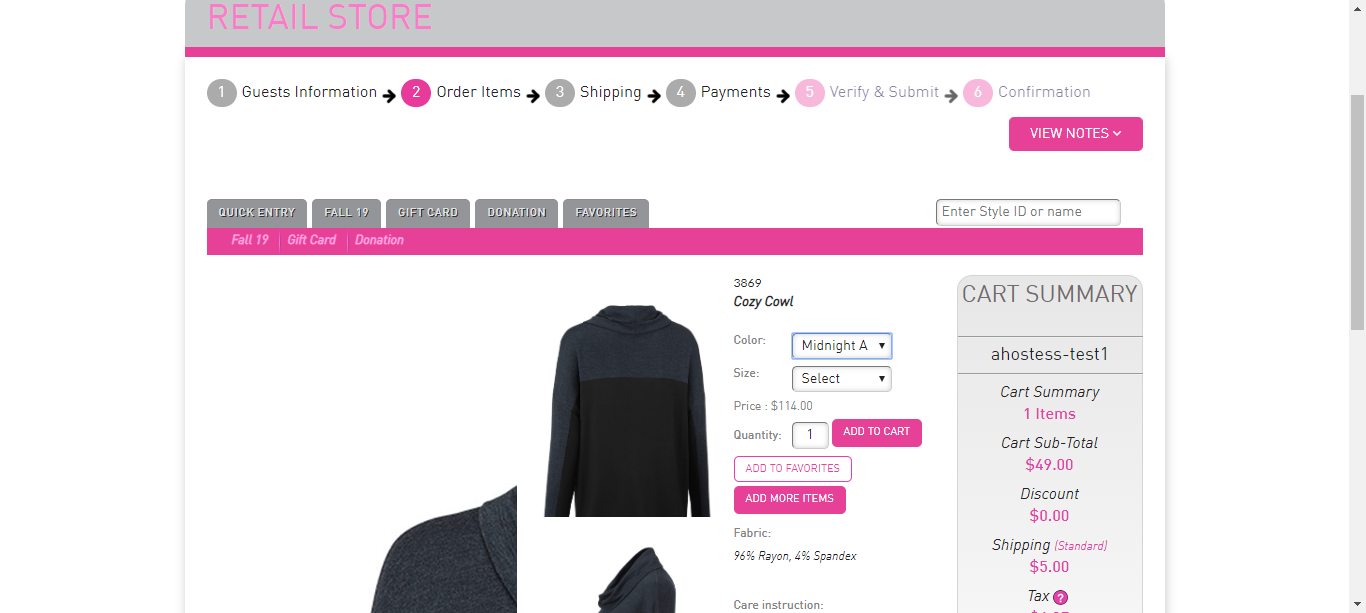 RETAIL STORE
1 Guests Information 2 Order Items 3 Shipping 4 Payments 5 Verify & Submit 6 Confirmation
VIEW NOTES
QUICK ENTRY FALL 19 GIFT CARD DONATION FAVORITES
Enter Style ID or name
Fall 19 Gift Card Donation
3869
Cozy Cowl
Color: Midnight A
Size: Select
Price : $114.00
Quantity: 1 ADD TO CART
ADD TO FAVORITES
ADD MORE ITEMS
Fabric:
96% Rayon, 4% Spandex
Care instruction:
CART SUMMARY
ahostess-test1
Cart Summary
1 Items
Cart Sub-Total
$49.00
Discount
$0.00
Shipping (Standard)
$5.00
Tax ?